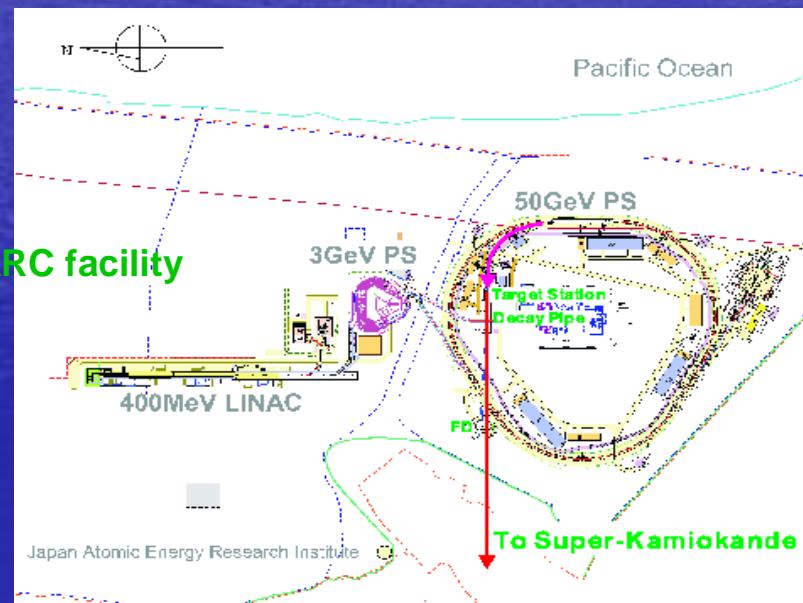 N
Pacific Ocean
50GeV PS
RC facility
3GeV PS
Target Station
Decay Pipe
400MeV LINAC
FD
To Super-Kamiokande
Japan Atomic Energy Research Institute